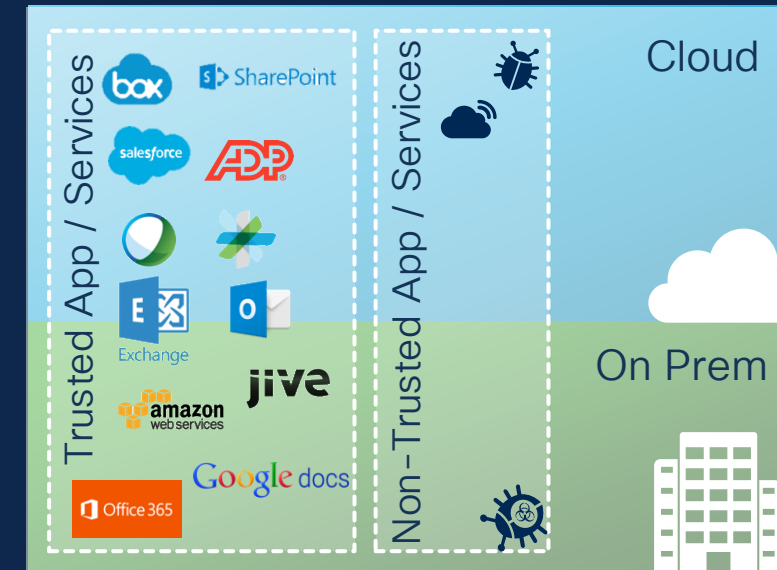 Trusted App / Services
box
SharePoint
salesforce
ADP
E
Exchange
O
jive
amazon
web services
Google docs
Office 365
Non-Trusted App / Services
Cloud
On Prem